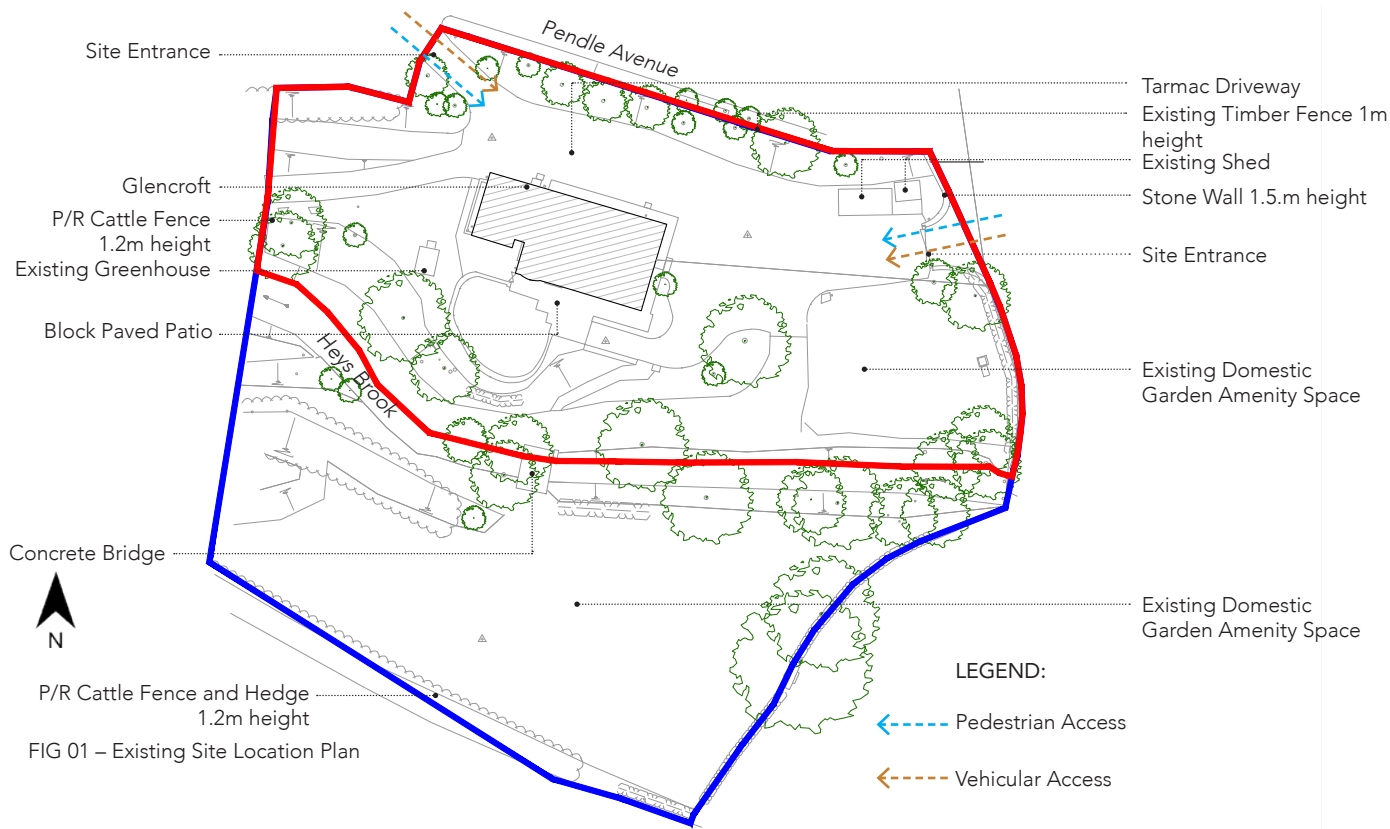 Pendle Avenue
Site Entrance
Glencroft
P/R Cattle Fence
1.2m height
Existing Greenhouse
Block Paved Patio
Heys Brook
Concrete Bridge
N
P/R Cattle Fence and Hedge
1.2m height
FIG 01 – Existing Site Location Plan
Tarmac Driveway
Existing Timber Fence 1m
height
Existing Shed
Stone Wall 1.5.m height
Site Entrance
Existing Domestic
Garden Amenity Space
Existing Domestic
Garden Amenity Space
LEGEND:
Pedestrian Access
Vehicular Access